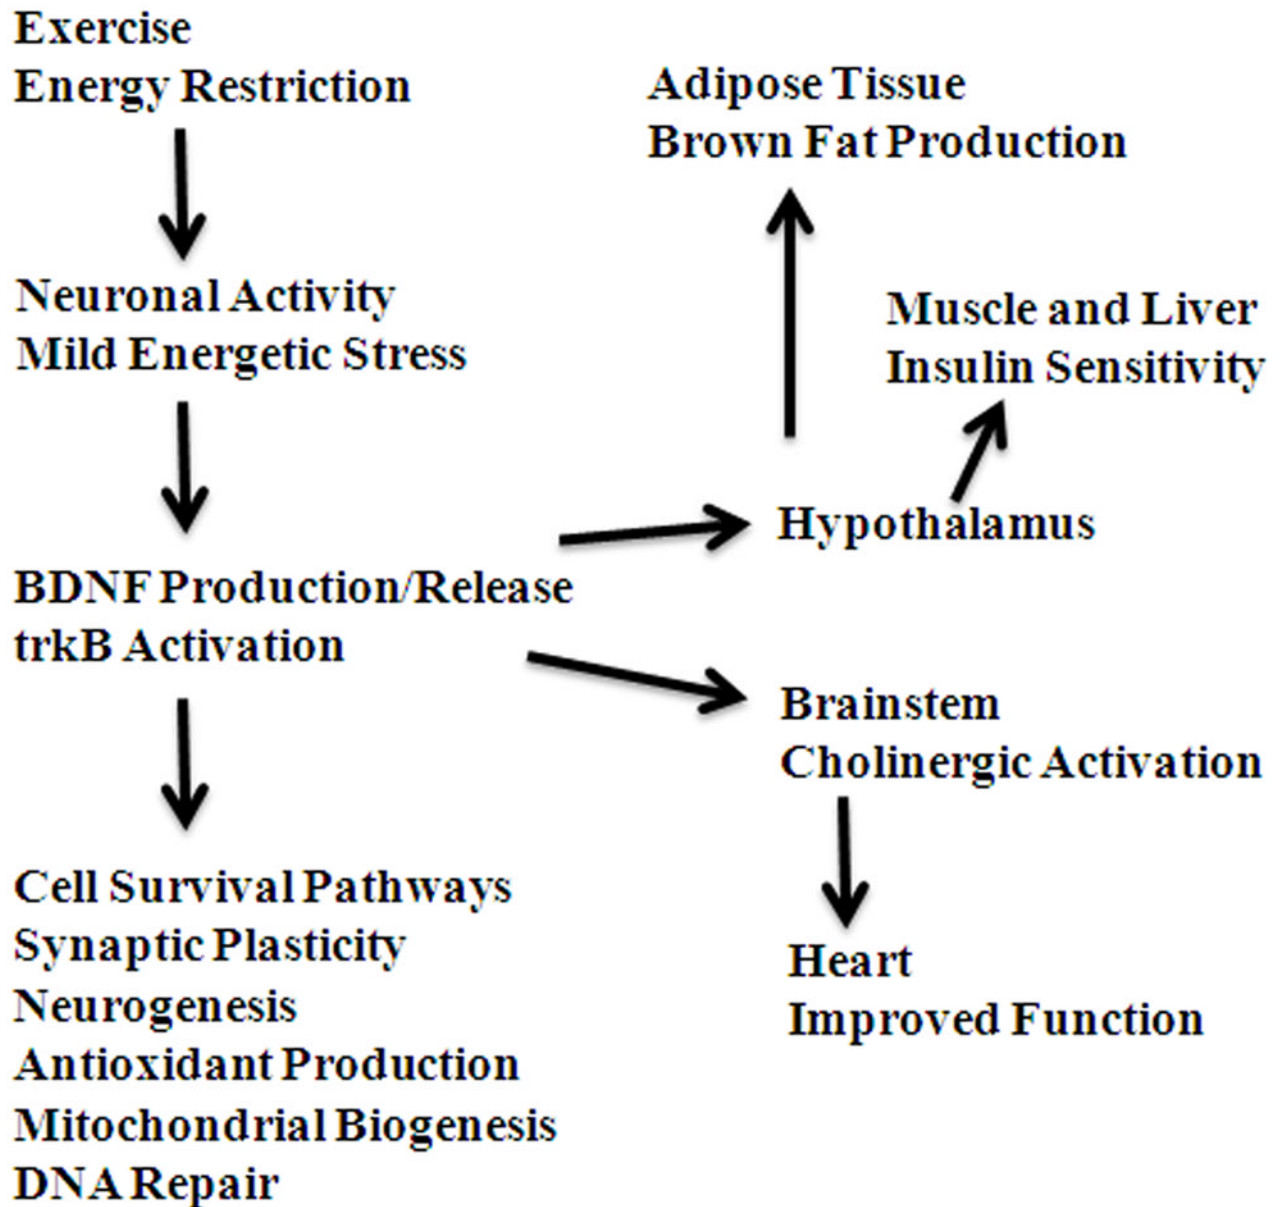 Exercise
Energy Restriction
Neuronal Activity
Mild Energetic Stress
BDNF Production/Release
trkB Activation
Cell Survival Pathways
Synaptic Plasticity
Neurogenesis
Antioxidant Production
Mitochondrial Biogenesis
DNA Repair
Adipose Tissue
Brown Fat Production
Muscle and Liver
Insulin Sensitivity
Hypothalamus
Brainstem
Cholinergic Activation
Heart
Improved Function